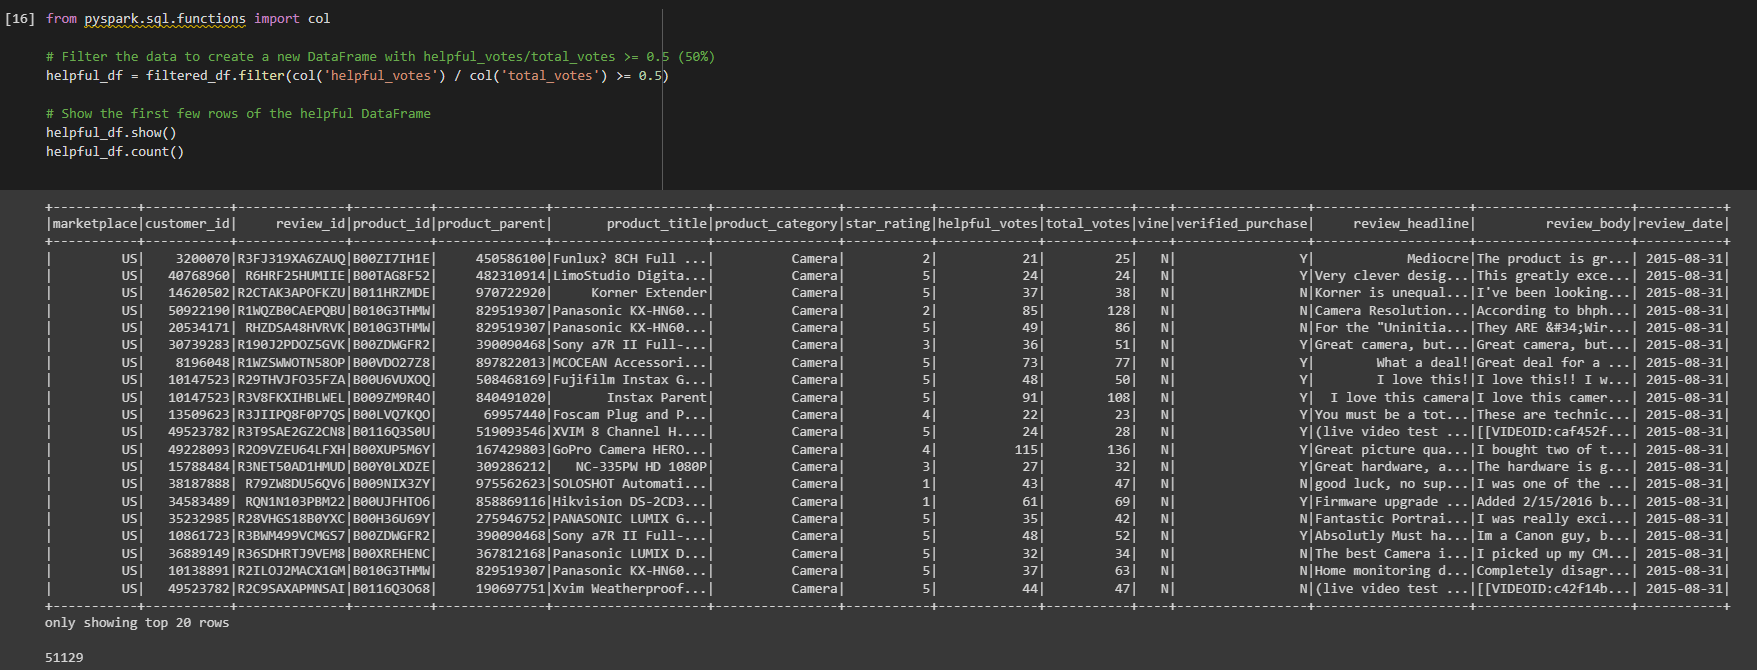 [16] from pyspark.sql.functions import col
# Filter the data to create a new DataFrame with helpful_votes/total_votes >= 0.5 (50%)
helpful_df = filtered_df.filter(col('helpful_votes') / col('total_votes') >= 0.5)
# Show the first few rows of the helpful DataFrame
helpful_df.show()
helpful_df.count()
+-----------+-----------+--------------+----------+--------------+--------------------+----------------+-----------+-------------+-----------+----+-----------------+--------------------+--------------------+-----------+
|marketplace|customer_id|     review_id|product_id|product_parent|       product_title|product_category|star_rating|helpful_votes|total_votes|vine|verified_purchase|     review_headline|         review_body|review_date|
+-----------+-----------+--------------+----------+--------------+--------------------+----------------+-----------+-------------+-----------+----+-----------------+--------------------+--------------------+-----------+
|         US|    3200070|R3FJ319XA6ZAUQ|B00ZI7IH1E|     450586100|Funlux? 8CH Full ...|          Camera|          2|           21|         25|   N|                Y|            Mediocre|The product is gr...| 2015-08-31|
|         US|   40768960| R6HRF25HUMIIE|B00TAG8F52|     482310914|LimoStudio Digita...|          Camera|          5|           24|         24|   N|                Y|Very clever desig...|This greatly exce...| 2015-08-31|
|         US|   14620502|R2CTAK3APOFKZU|B011HRZMDE|     970722920|     Korner Extender|          Camera|          5|           37|         38|   N|                N|Korner is unequal...|I've been looking...| 2015-08-31|
|         US|   50922190|R1WQZB0CAEPQBU|B010G3THMW|     829519307|Panasonic KX-HN60...|          Camera|          2|           85|        128|   N|                N|Camera Resolution...|According to bhph...| 2015-08-31|
|         US|   20534171| RHZDSA48HVRVK|B010G3THMW|     829519307|Panasonic KX-HN60...|          Camera|          5|           49|         86|   N|                N|For the "Uninitia...|They ARE &#34;Wir...| 2015-08-31|
|         US|   30739283|R190J2PDOZ5GVK|B00ZDWGFR2|     390090468|Sony a7R II Full-...|          Camera|          3|           36|         51|   N|                Y|Great camera, but...|Great camera, but...| 2015-08-31|
|         US|    8196048|R1WZSWWOTN58OP|B00VDO27Z8|     897822013|MCOCEAN Accessori...|          Camera|          5|           73|         77|   N|                Y|        What a deal!|Great deal for a ...| 2015-08-31|
|         US|   10147523|R29THVJFO35FZA|B00U6VUXOQ|     508468169|Fujifilm Instax G...|          Camera|          5|           48|         50|   N|                Y|        I love this!|I love this!! I w...| 2015-08-31|
|         US|   10147523|R3V8FKXIHBLWEL|B009ZM9R4O|     840491020|       Instax Parent|          Camera|          5|           91|        108|   N|                Y|  I love this camera|I love this camer...| 2015-08-31|
|         US|   13509623|R3JIIPQ8F0P7QS|B00LVQ7KQO|      69957440|Foscam Plug and P...|          Camera|          4|           22|         23|   N|                Y|You must be a tot...|These are technic...| 2015-08-31|
|         US|   49523782|R3T9SAE2GZ2CN8|B0116Q3S0U|     519093546|XVIM 8 Channel H....|          Camera|          5|           24|         28|   N|                Y|(live video test ...|[[VIDEOID:caf452f...| 2015-08-31|
|         US|   49228093|R2O9VZEU64LFXH|B00XUP5M6Y|     167429803|GoPro Camera HERO...|          Camera|          4|          115|        136|   N|                Y|Great picture qua...|I bought two of t...| 2015-08-31|
|         US|   15788484|R3NET50AD1HMUD|B00Y0LXDZE|     309286212|   NC-335PW HD 1080P|          Camera|          3|           27|         32|   N|                Y|Great hardware, a...|The hardware is g...| 2015-08-31|
|         US|   38187888| R79ZW8DU56QV6|B009NIX3ZY|     975562623|SOLOSHOT Automati...|          Camera|          1|           43|         47|   N|                N|good luck, no sup...|I was one of the ...| 2015-08-31|
|         US|   34583489| RQN1N103PBM22|B00UJFHTO6|     858869116|Hikvision DS-2CD3...|          Camera|          1|           61|         69|   N|                Y|Firmware upgrade ...|Added 2/15/2016 b...| 2015-08-31|
|         US|   35232985|R28VHGS18B0YXC|B00H36U69Y|     275946752|PANASONIC LUMIX G...|          Camera|          5|           35|         42|   N|                N|Fantastic Portrai...|I was really exci...| 2015-08-31|
|         US|   10861723|R3BWM499VCMGS7|B00ZDWGFR2|     390090468|Sony a7R II Full-...|          Camera|          5|           48|         52|   N|                Y|Absolutly Must ha...|Im a Canon guy, b...| 2015-08-31|
|         US|   36889149|R36SDHRTJ9VEM8|B00XREHENC|     367812168|Panasonic LUMIX D...|          Camera|          5|           32|         34|   N|                N|The best Camera i...|I picked up my CM...| 2015-08-31|
|         US|   10138891|R2ILOJ2MACX1GM|B010G3THMW|     829519307|Panasonic KX-HN60...|          Camera|          5|           37|         63|   N|                N|Home monitoring d...|Completely disagr...| 2015-08-31|
|         US|   49523782|R2C9SAXAPMNSAI|B0116Q3O68|     190697751|Xvim Weatherproof...|          Camera|          5|           44|         47|   N|                N|(live video test ...|[[VIDEOID:c42f14b...| 2015-08-31|
+-----------+-----------+--------------+----------+--------------+--------------------+----------------+-----------+-------------+-----------+----+-----------------+--------------------+--------------------+-----------+
only showing top 20 rows
51129